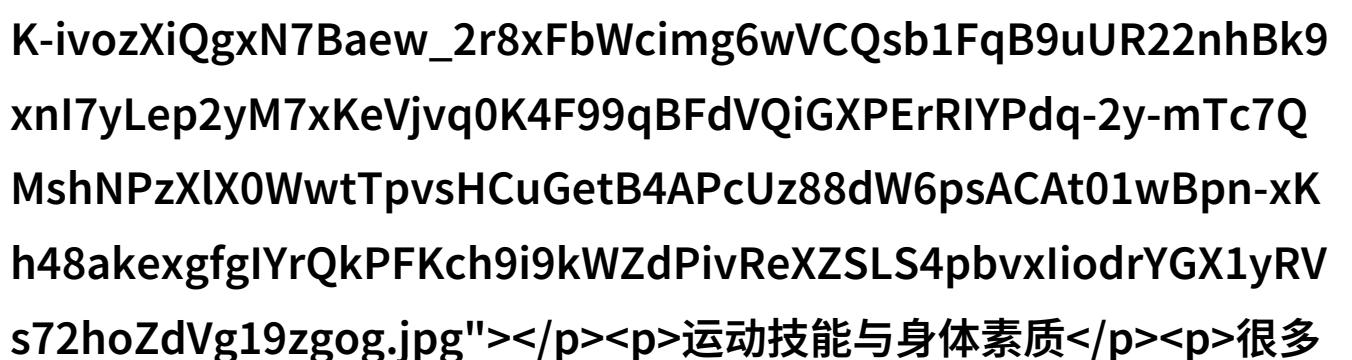 K-ivozXiQgxN7Baew_2r8xFbWcimg6wVCQsb1FqB9uUR22nhBk9
xnI7yLep2yM7xKeVjvq0K4F99qBFdVQiGXPErRlYPdq-2y-mTc7Q
MshNPzXlX0WwtTpvsHCuGetB4APcUz88dW6psACAt01wBpn-xK
h48akexgfgIYrQkPFKch9i9kWZdPivReXZSLS4pbvxIiodrYGX1yRV
s72hoZdVg19zgog.jpg"></p><p>运动技能与身体素质</p><p>很多